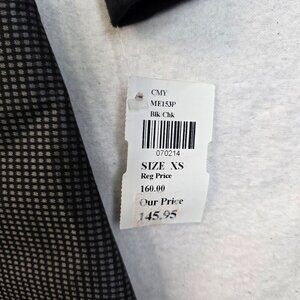 CMY
ME153P
Blk Chk
070214
SIZE XS
Reg Price
160.00
Our Price
145.95